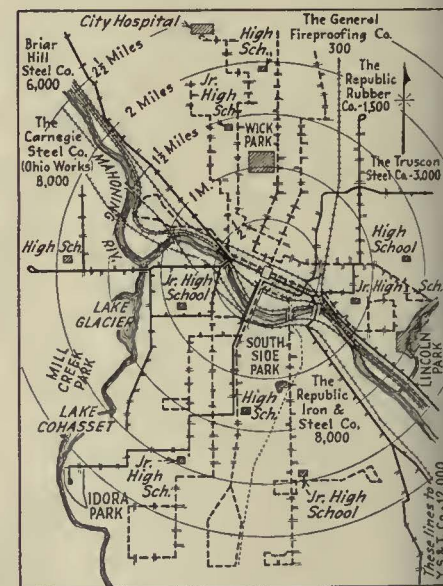 City Hospital
High
Sch.
The General
Fireproofing Co.
300
Briar
Hill
Steel Co.
6,000
2½ Miles
Jr.
High
Sch.
The
Republic
Rubber
Co.-1,500
2 Miles
The
Carnegie
Steel Co.
(Ohio Works)
8,000
1½ Miles
WICK
PARK
1 M.
The Truscon
Steel Co.-3,000
MAHONING
RIV.
High Sch.
High
School
Jr. High
School
Jr. High Sch.
LAKE
GLACIER
MILL
CREEK
PARK
SOUTH
SIDE
PARK
LINCOLN
PARK
LAKE
COHASSET
High
Sch.
The
Republic
Iron &
Steel Co.
8,000
Jr.
High
Sch.
IDORA
PARK
Jr. High
School
These lines to